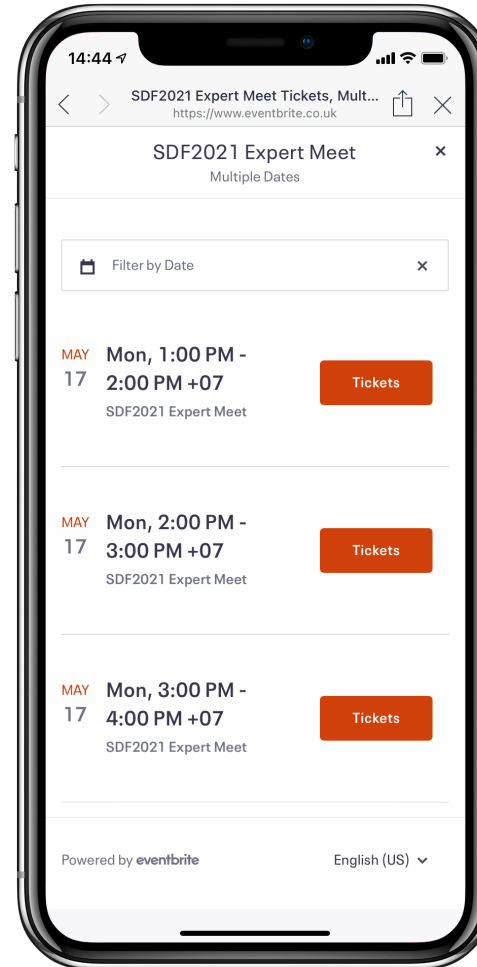 14:44
SDF2021 Expert Meet Tickets, Mult...
https://www.eventbrite.co.uk
SDF2021 Expert Meet
Multiple Dates
Filter by Date
MAY
17
Mon, 1:00 PM -
2:00 PM +07
SDF2021 Expert Meet
Tickets
MAY
17
Mon, 2:00 PM -
3:00 PM +07
SDF2021 Expert Meet
Tickets
MAY
17
Mon, 3:00 PM -
4:00 PM +07
SDF2021 Expert Meet
Tickets
Powered by eventbrite
English (US)